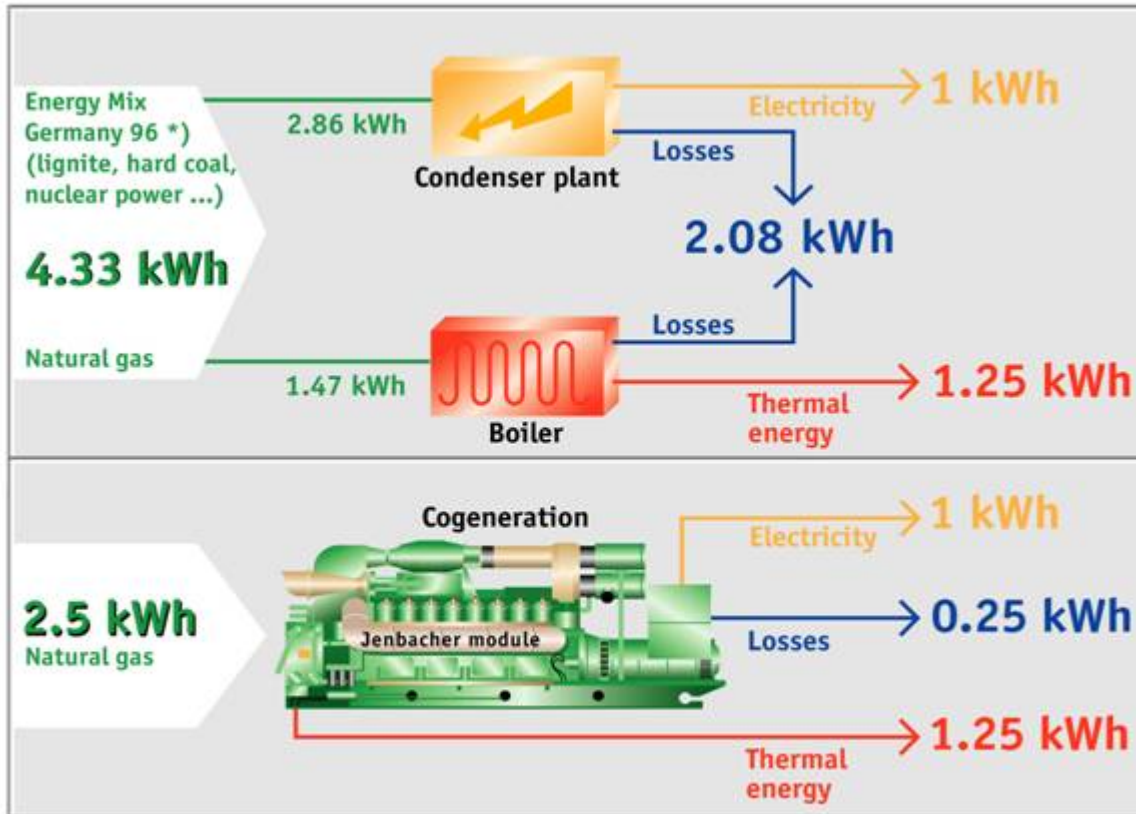 Energy Mix
Germany 96 *)
(lignite, hard coal,
nuclear power ...)
4.33 kWh
Natural gas
2.86 kWh
1.47 kWh
Condenser plant
Boiler
Electricity
1 kWh
Losses
2.08 kWh
Losses
Thermal
energy
1.25 kWh
Cogeneration
2.5 kWh
Natural gas
Jenbacher module
Electricity
1 kWh
Losses
0.25 kWh
Thermal
energy
1.25 kWh